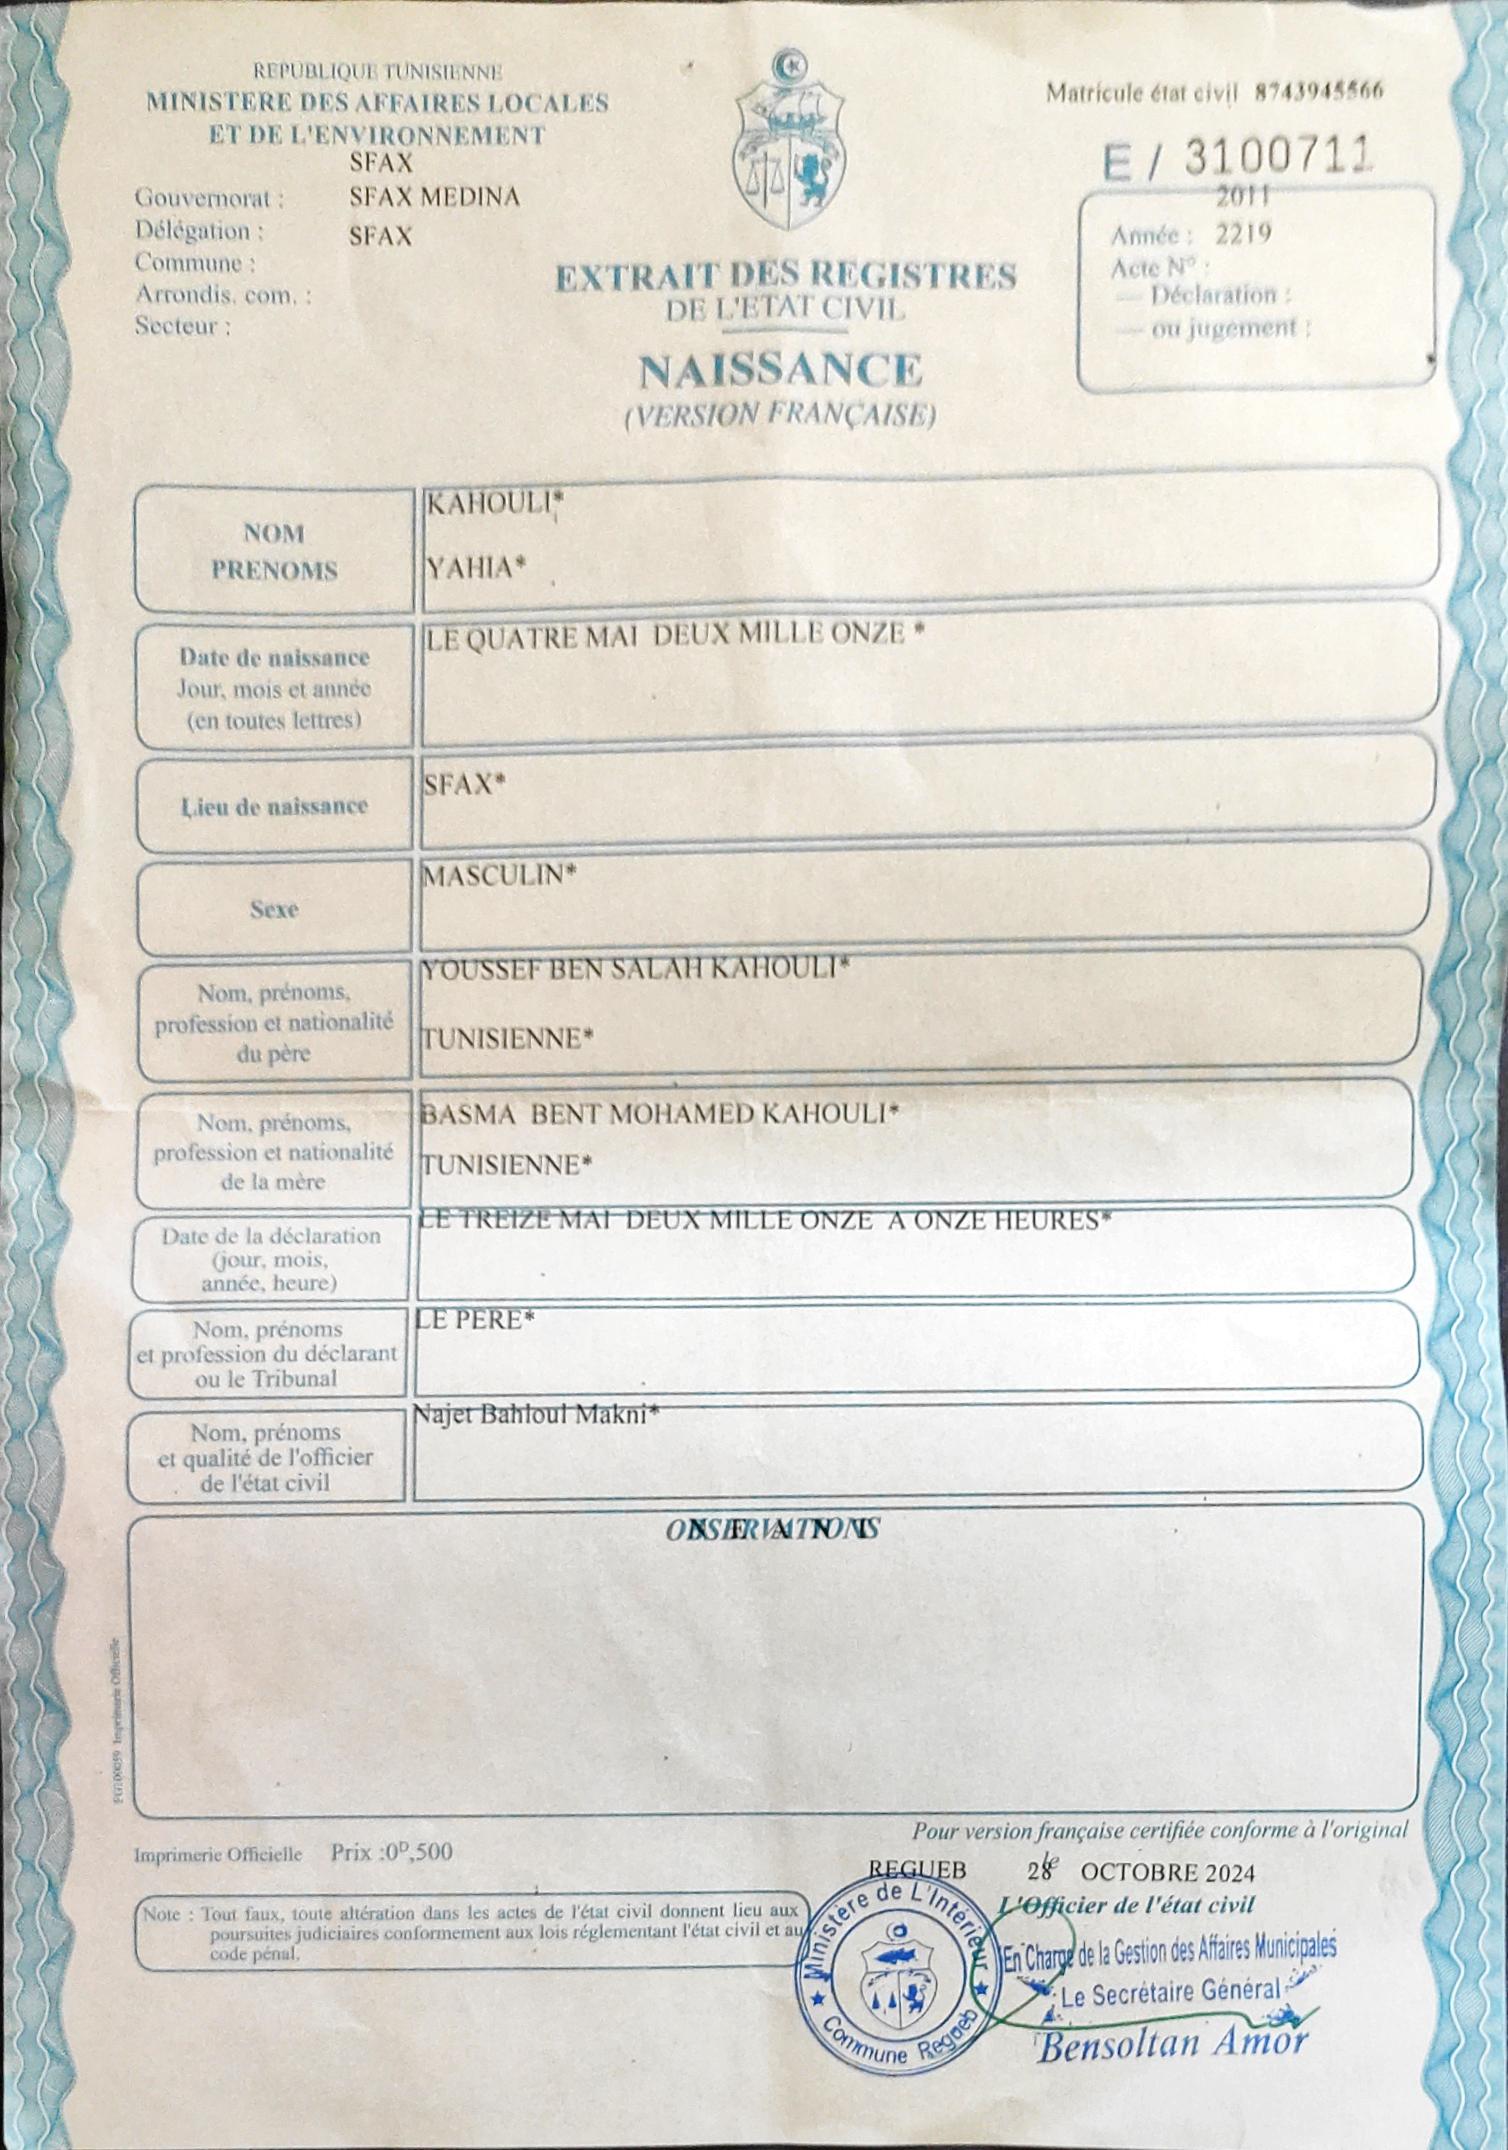 REPUBLIQUE TUNISIENNE
MINISTERE DES AFFAIRES LOCALES
ET DE L'ENVIRONNEMENT
SFAX
Gouvernorat : SFAX MEDINA
Délégation : SFAX
Commune :
Arrondis. com. :
Secteur :
Matricule état civil 8743945566
E / 3100711
2011
Année : 2219
Acte N° :
— Déclaration :
— ou jugement :
EXTRAIT DES REGISTRES
DE L'ETAT CIVIL
NAISSANCE
(VERSION FRANÇAISE)
NOM
PRENOMS
KAHOULI*
YAHIA*
Date de naissance
Jour, mois et année
(en toutes lettres)
LE QUATRE MAI DEUX MILLE ONZE *
Lieu de naissance
SFAX*
Sexe
MASCULIN*
Nom, prénoms,
profession et nationalité
du père
YOUSSEF BEN SALAH KAHOULI*
TUNISIENNE*
Nom, prénoms,
profession et nationalité
de la mère
BASMA BENT MOHAMED KAHOULI*
TUNISIENNE*
Date de la déclaration
(jour, mois,
année, heure)
LE TREIZE MAI DEUX MILLE ONZE A ONZE HEURES*
Nom, prénoms
et profession du déclarant
ou le Tribunal
LE PERE*
Nom, prénoms
et qualité de l'officier
de l'état civil
Najet Bahloul Makni*
OBSERVATIONS
N E A N T
Imprimerie Officielle
Pour version française certifiée conforme à l'original
Imprimerie Officielle Prix :0ᴰ,500
REGUEB le 28 OCTOBRE 2024
L'Officier de l'état civil
Note : Tout faux, toute altération dans les actes de l'état civil donnent lieu aux
poursuites judiciaires conformement aux lois réglementant l'état civil et au
code pénal.
Ministère de L'Intérieur
Commune Regueb
En Charge de la Gestion des Affaires Municipales
Le Secrétaire Général
Bensoltan Amor